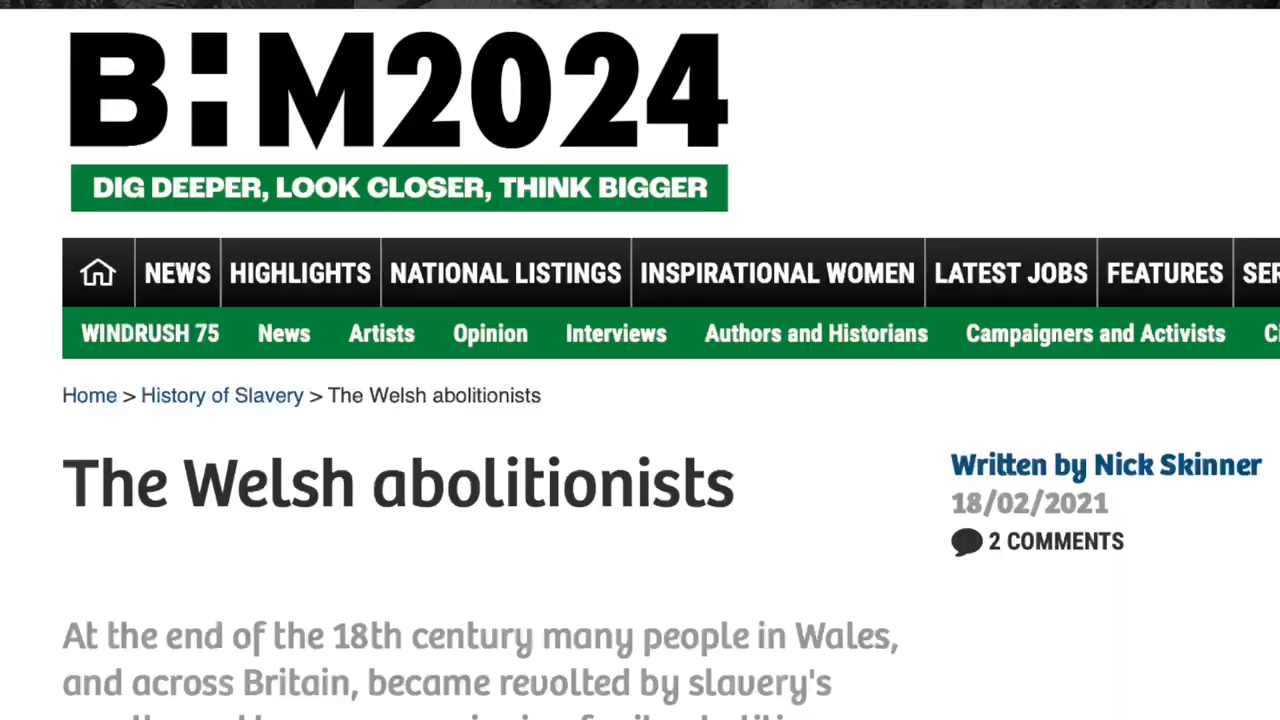 BHM2024
DIG DEEPER, LOOK CLOSER, THINK BIGGER
NEWS HIGHLIGHTS NATIONAL LISTINGS INSPIRATIONAL WOMEN LATEST JOBS FEATURES
WINDRUSH 75 News Artists Opinion Interviews Authors and Historians Campaigners and Activists
Home > History of Slavery > The Welsh abolitionists
The Welsh abolitionists
Written by Nick Skinner
18/02/2021
2 COMMENTS
At the end of the 18th century many people in Wales,
and across Britain, became revolted by slavery's